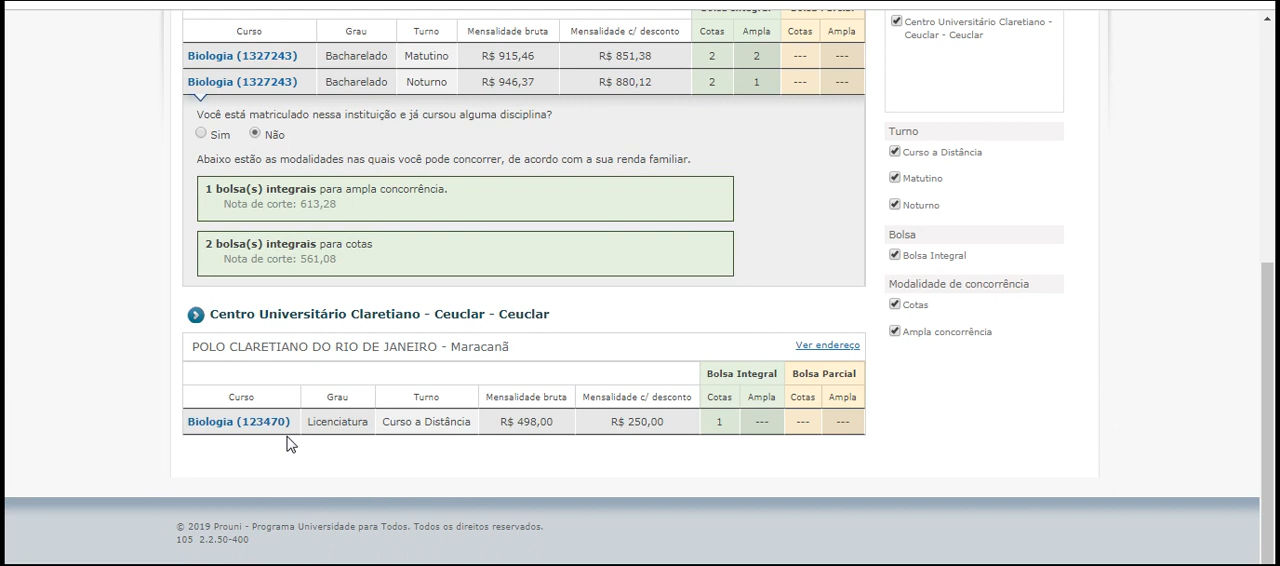 Centro Universitário Claretiano -
Ceuclar - Ceuclar
Curso Grau Turno Mensalidade bruta Mensalidade c/ desconto Cotas Ampla Cotas Ampla
Biologia (1327243) Bacharelado Matutino R$ 915,46 R$ 851,38 2 2 --- ---
Biologia (1327243) Bacharelado Noturno R$ 946,37 R$ 880,12 2 1 --- ---
Você está matriculado nessa instituição e já cursou alguma disciplina?
Sim Não
Abaixo estão as modalidades nas quais você pode concorrer, de acordo com a sua renda familiar.
1 bolsa(s) integrais para ampla concorrência.
Nota de corte: 613,28
2 bolsa(s) integrais para cotas
Nota de corte: 561,08
Turno
Curso a Distância
Matutino
Noturno
Bolsa
Bolsa Integral
Modalidade de concorrência
Cotas
Ampla concorrência
Centro Universitário Claretiano - Ceuclar - Ceuclar
POLO CLARETIANO DO RIO DE JANEIRO - Maracanã Ver endereço
Bolsa Integral Bolsa Parcial
Curso Grau Turno Mensalidade bruta Mensalidade c/ desconto Cotas Ampla Cotas Ampla
Biologia (123470) Licenciatura Curso a Distância R$ 498,00 R$ 250,00 1 --- --- ---
© 2019 Prouni - Programa Universidade para Todos. Todos os direitos reservados.
105 2.2.50-400